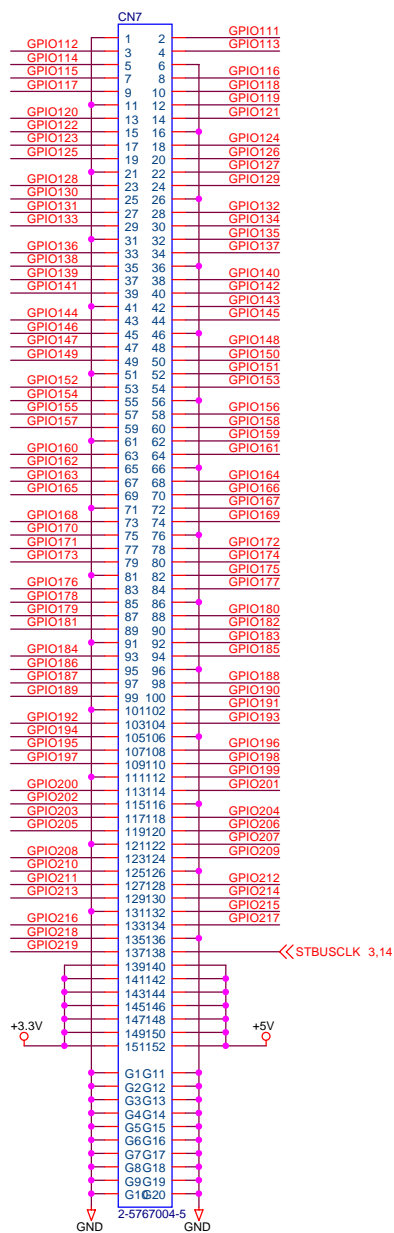 CN7
1 2 GPIO111
GPIO112 3 4 GPIO113
GPIO114 5 6
GPIO115 7 8 GPIO116
GPIO117 9 10 GPIO118
11 12 GPIO119
GPIO120 13 14 GPIO121
GPIO122 15 16
GPIO123 17 18 GPIO124
GPIO125 19 20 GPIO126
21 22 GPIO127
GPIO128 23 24 GPIO129
GPIO130 25 26
GPIO131 27 28 GPIO132
GPIO133 29 30 GPIO134
31 32 GPIO135
GPIO136 33 34 GPIO137
GPIO138 35 36
GPIO139 37 38 GPIO140
GPIO141 39 40 GPIO142
41 42 GPIO143
GPIO144 43 44 GPIO145
GPIO146 45 46
GPIO147 47 48 GPIO148
GPIO149 49 50 GPIO150
51 52 GPIO151
GPIO152 53 54 GPIO153
GPIO154 55 56
GPIO155 57 58 GPIO156
GPIO157 59 60 GPIO158
61 62 GPIO159
GPIO160 63 64 GPIO161
GPIO162 65 66
GPIO163 67 68 GPIO164
GPIO165 69 70 GPIO166
71 72 GPIO167
GPIO168 73 74 GPIO169
GPIO170 75 76
GPIO171 77 78 GPIO172
GPIO173 79 80 GPIO174
81 82 GPIO175
GPIO176 83 84 GPIO177
GPIO178 85 86
GPIO179 87 88 GPIO180
GPIO181 89 90 GPIO182
91 92 GPIO183
GPIO184 93 94 GPIO185
GPIO186 95 96
GPIO187 97 98 GPIO188
GPIO189 99 100 GPIO190
101 102 GPIO191
GPIO192 103 104 GPIO193
GPIO194 105 106
GPIO195 107 108 GPIO196
GPIO197 109 110 GPIO198
111 112 GPIO199
GPIO200 113 114 GPIO201
GPIO202 115 116
GPIO203 117 118 GPIO204
GPIO205 119 120 GPIO206
121 122 GPIO207
GPIO208 123 124 GPIO209
GPIO210 125 126
GPIO211 127 128 GPIO212
GPIO213 129 130 GPIO214
131 132 GPIO215
GPIO216 133 134 GPIO217
GPIO218 135 136
GPIO219 137 138 STBUSCLK 3,14
139 140
141 142
143 144
145 146
147 148
+3.3V 149 150 +5V
151 152
G1 G11
G2 G12
G3 G13
G4 G14
G5 G15
G6 G16
G7 G17
G8 G18
G9 G19
G10 G20
2-5767004-5
GND GND